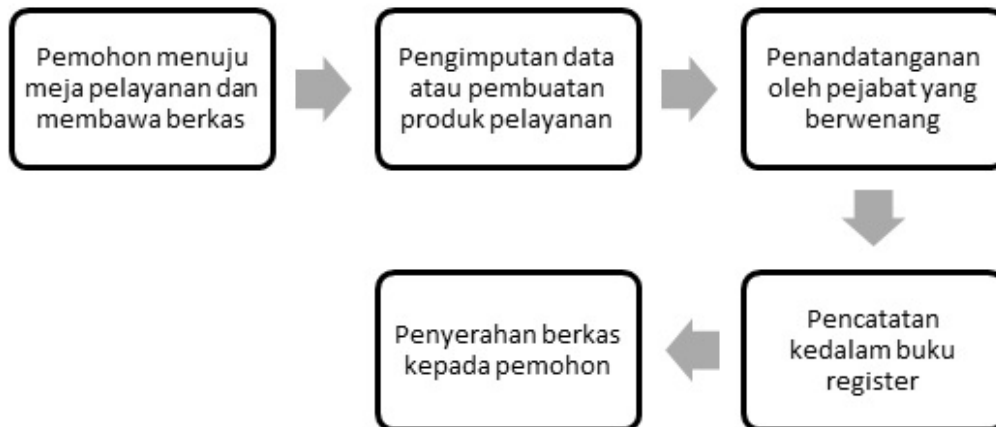 Pemohon menuju
meja pelayanan dan
membawa berkas
Pengimputan data
atau pembuatan
produk pelayanan
Penandatanganan
oleh pejabat yang
berwenang
Pencatatan
kedalam buku
register
Penyerahan berkas
kepada pemohon